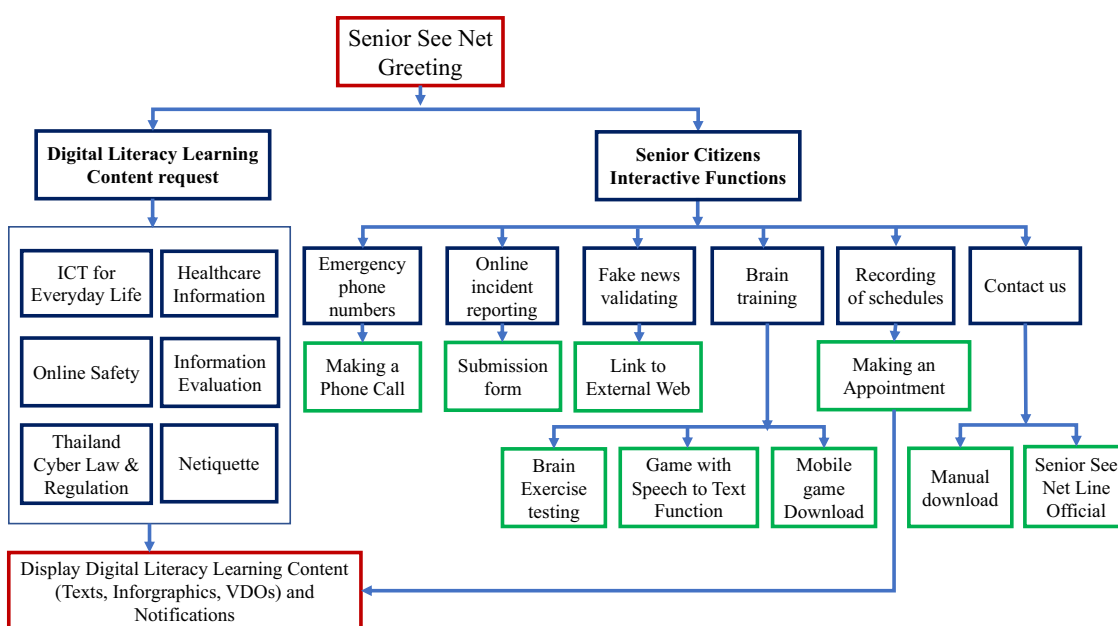 Senior See Net
Greeting
Digital Literacy Learning
Content request
Senior Citizens
Interactive Functions
ICT for
Everyday Life
Healthcare
Information
Online Safety
Information
Evaluation
Thailand
Cyber Law &
Regulation
Netiquette
Emergency
phone
numbers
Online
incident
reporting
Fake news
validating
Brain
training
Recording
of schedules
Contact us
Making a
Phone Call
Submission
form
Link to
External Web
Making an
Appointment
Brain
Exercise
testing
Game with
Speech to Text
Function
Mobile
game
Download
Manual
download
Senior See
Net Line
Official
Display Digital Literacy Learning Content
(Texts, Inforgraphics, VDOs) and
Notifications